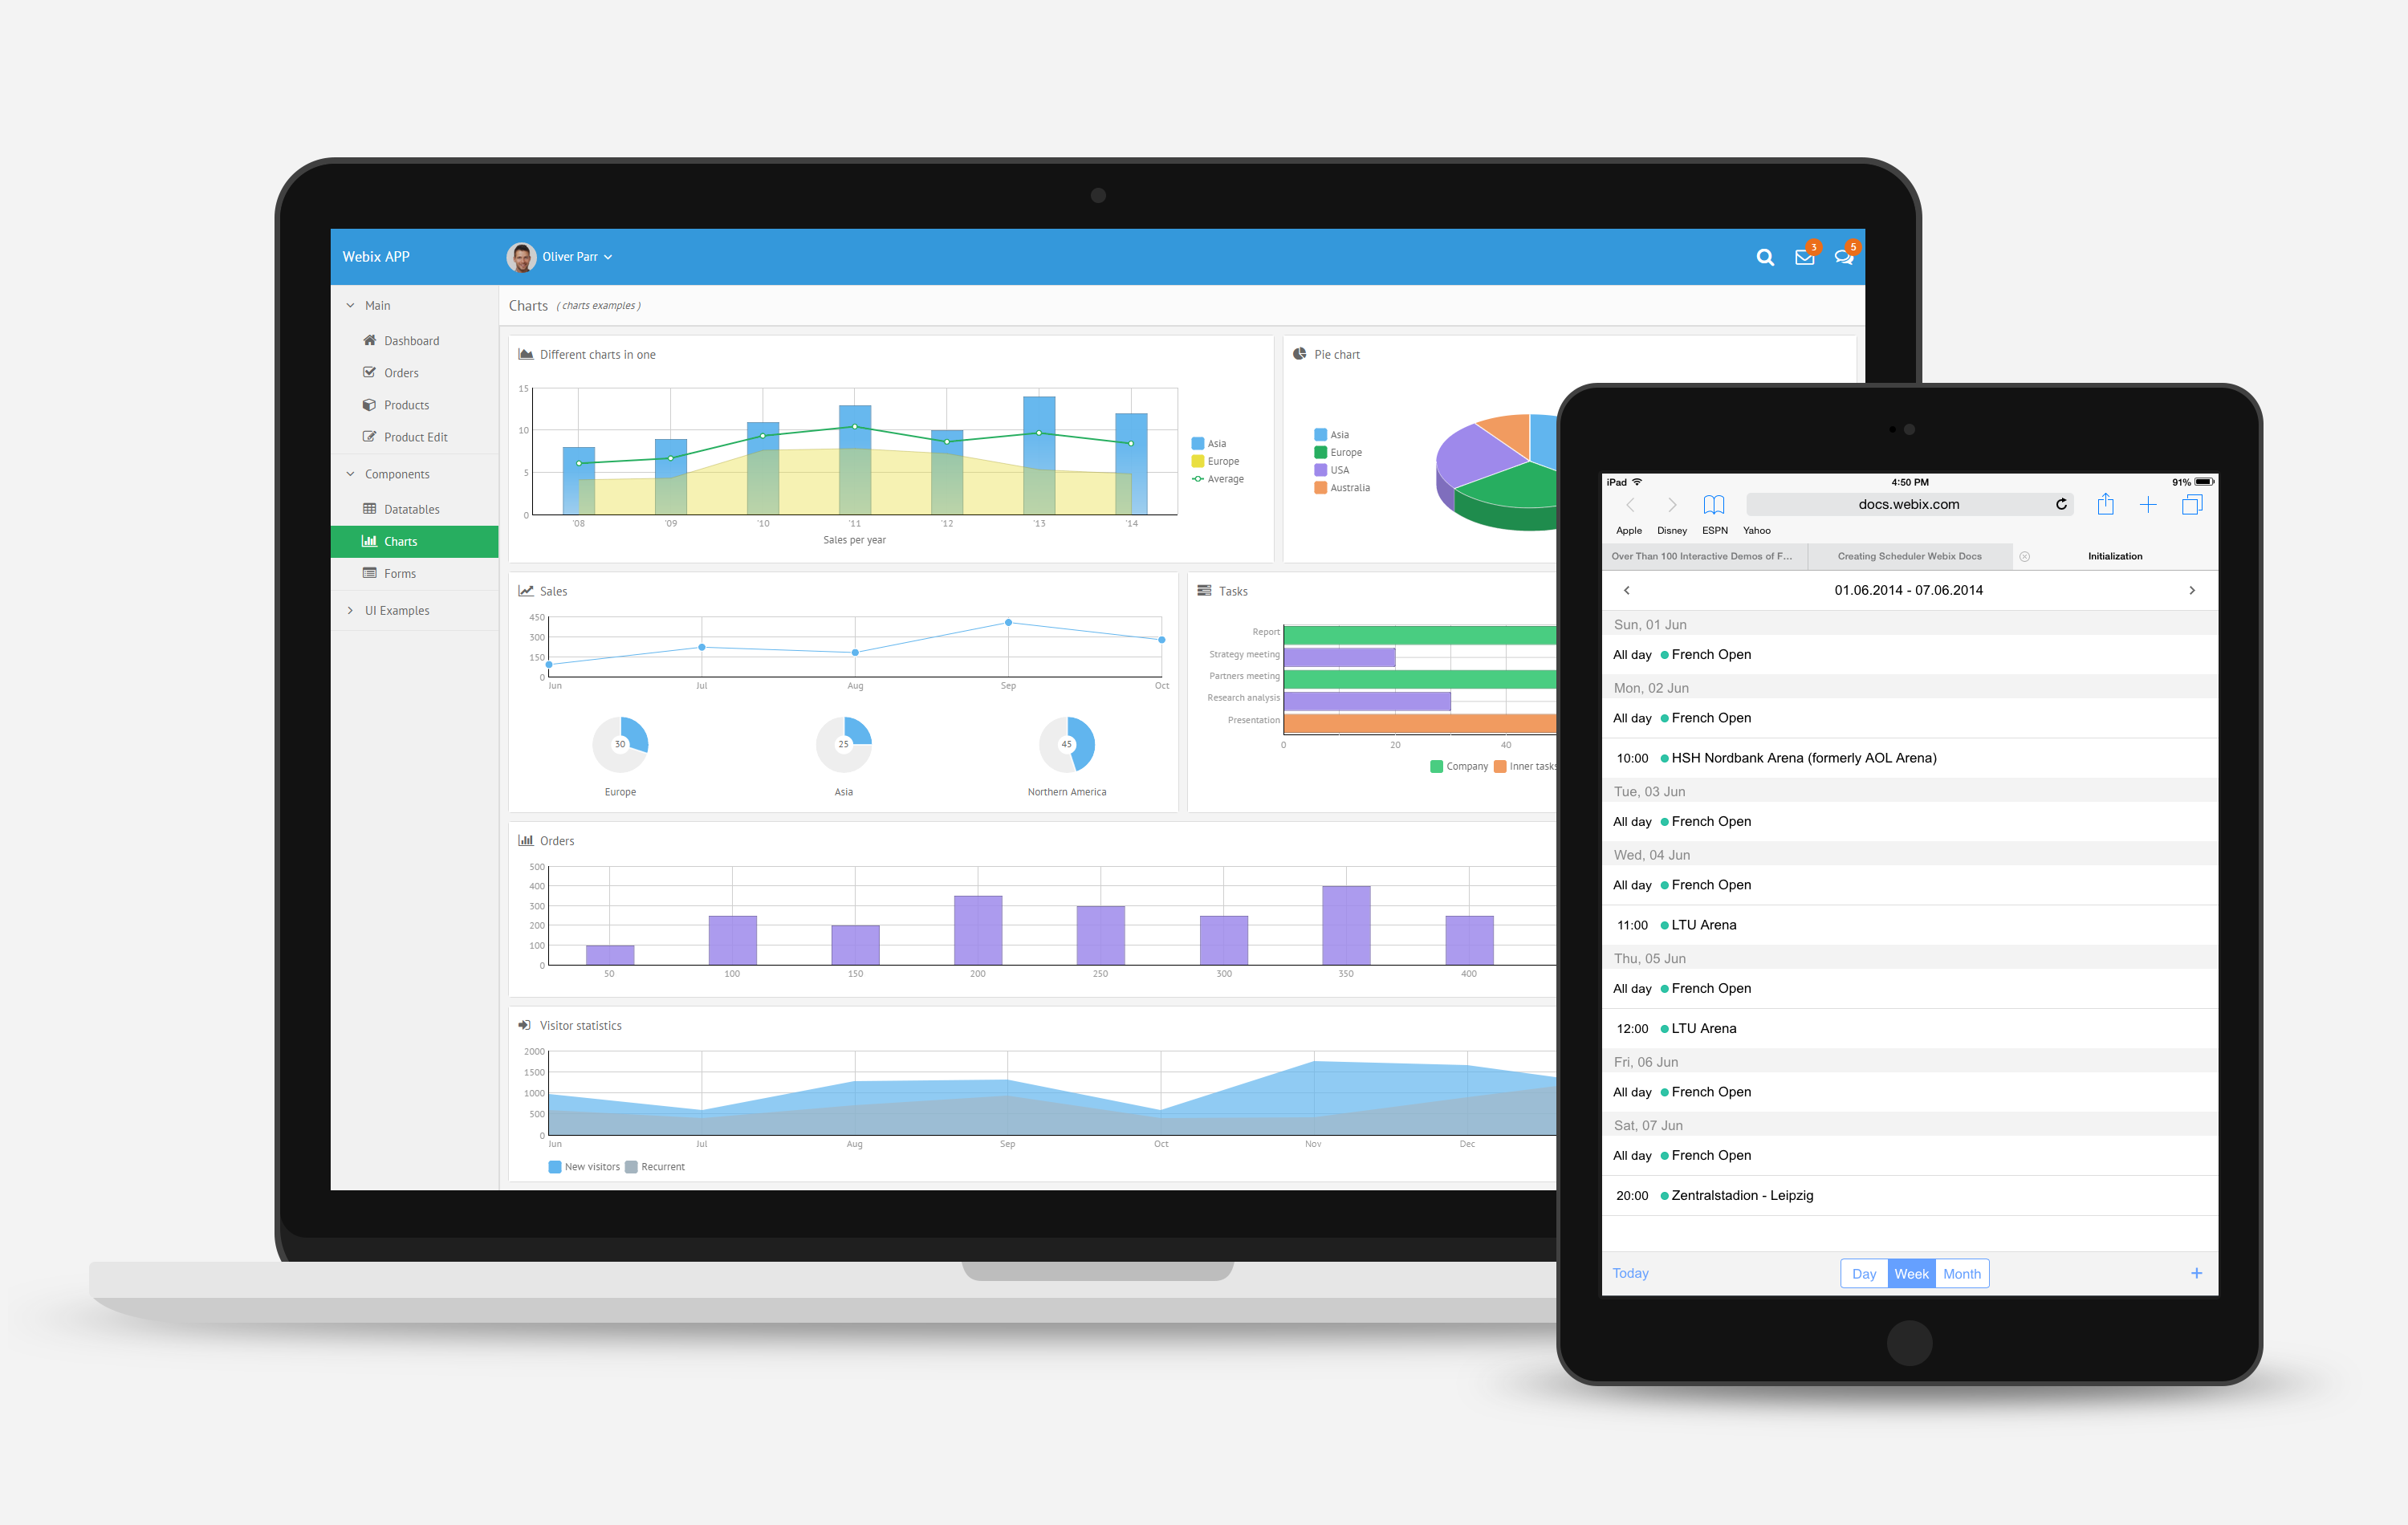 Webix APP
Oliver Parr
3
5
Main
Dashboard
Orders
Products
Product Edit
Components
Datatables
Charts
Forms
UI Examples
Charts ( charts examples )
Different charts in one
15
10
5
0
'08 '09 '10 '11 '12 '13 '14
Sales per year
Asia
Europe
Average
Pie chart
Asia
Europe
USA
Australia
Sales
450
300
150
0
Jun Jul Aug Sep Oct
30 25 45
Europe Asia Northern America
Tasks
Report
Strategy meeting
Partners meeting
Research analysis
Presentation
0 20 40
Company Inner tasks
Orders
500
400
300
200
100
0
50 100 150 200 250 300 350 400
Visitor statistics
2000
1500
1000
500
0
Jun Jul Aug Sep Oct Nov Dec
New visitors Recurrent
iPad 4:50 PM 91%
docs.webix.com
Apple Disney ESPN Yahoo
Over Than 100 Interactive Demos of F... Creating Scheduler Webix Docs Initialization
01.06.2014 - 07.06.2014
Sun, 01 Jun
All day French Open
Mon, 02 Jun
All day French Open
10:00 HSH Nordbank Arena (formerly AOL Arena)
Tue, 03 Jun
All day French Open
Wed, 04 Jun
All day French Open
11:00 LTU Arena
Thu, 05 Jun
All day French Open
12:00 LTU Arena
Fri, 06 Jun
All day French Open
Sat, 07 Jun
All day French Open
20:00 Zentralstadion - Leipzig
Today Day Week Month +